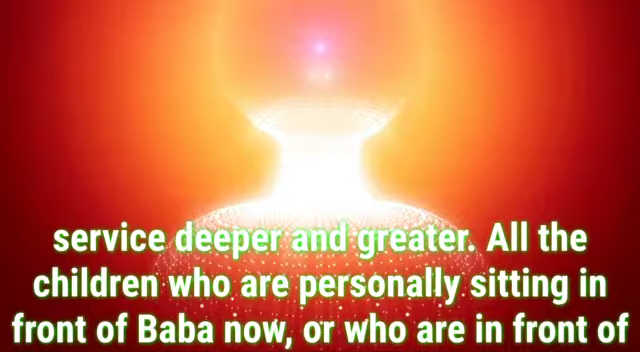 service deeper and greater. All the
children who are personally sitting in
front of Baba now, or who are in front of